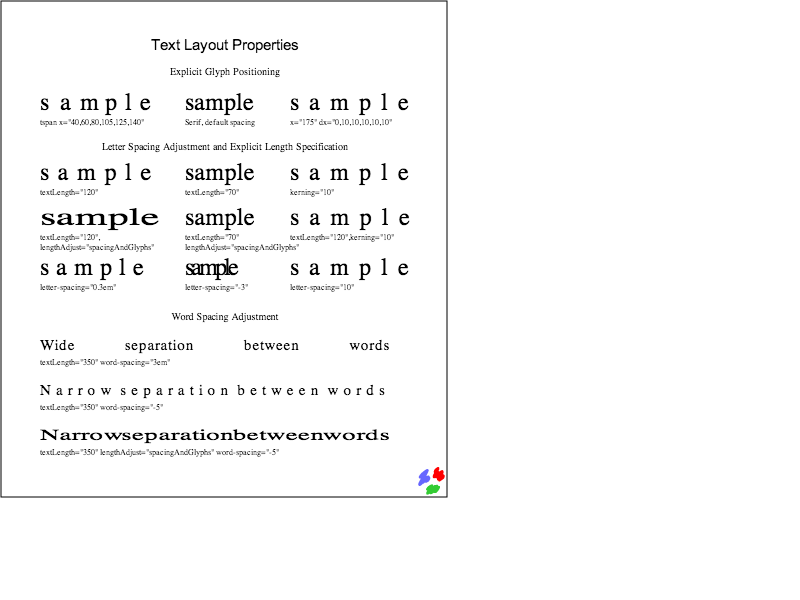 Text Layout Properties
Explicit Glyph Positioning
s a m p l e sample s a m p l e
tspan x="40,60,80,105,125,140" Serif, default spacing x="175" dx="0,10,10,10,10,10"
Letter Spacing Adjustment and Explicit Length Specification
s a m p l e sample s a m p l e
textLength="120" textLength="70" kerning="10"
sample sample s a m p l e
textLength="120", textLength="70" textLength="120",kerning="10"
lengthAdjust="spacingAndGlyphs" lengthAdjust="spacingAndGlyphs"
s a m p l e sample s a m p l e
letter-spacing="0.3em" letter-spacing="-3" letter-spacing="10"
Word Spacing Adjustment
Wide separation between words
textLength="350" word-spacing="3em"
N a r r o w s e p a r a t i o n b e t w e e n w o r d s
textLength="350" word-spacing="-5"
Narrowseparationbetweenwords
textLength="350" lengthAdjust="spacingAndGlyphs" word-spacing="-5"